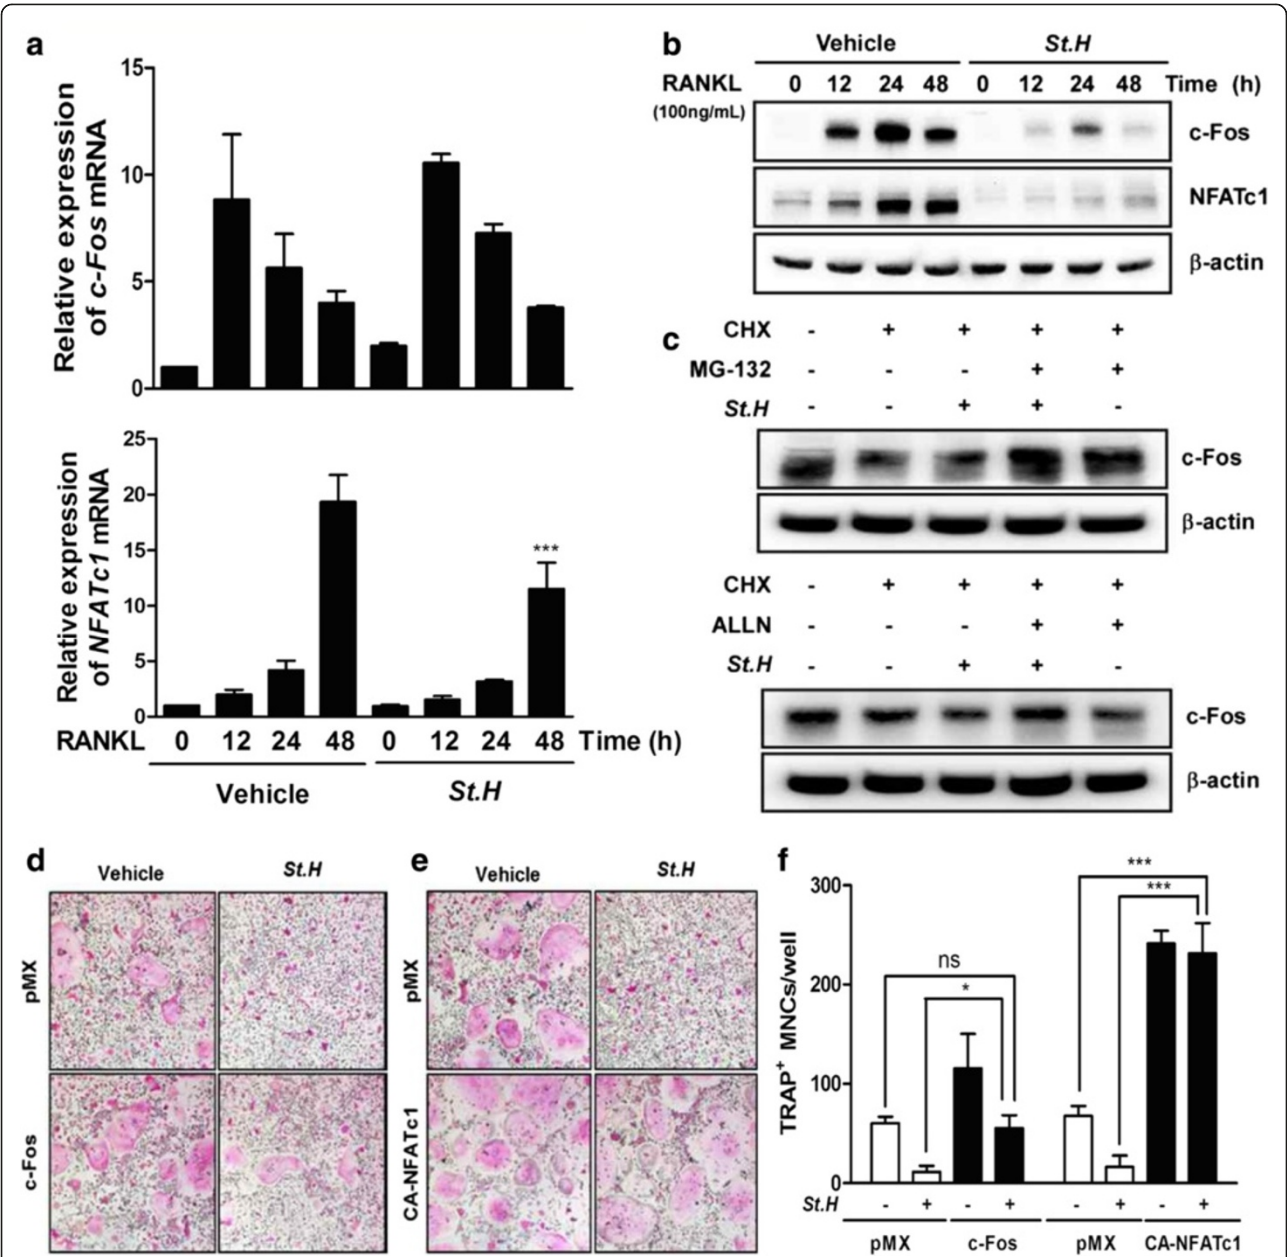 a
Relative expression
of c-Fos mRNA
15
10
5
0
Relative expression
of NFATc1 mRNA
25
20
15
10
5
0
***
RANKL 0 12 24 48 0 12 24 48 Time (h)
Vehicle St.H
b
Vehicle St.H
RANKL 0 12 24 48 0 12 24 48 Time (h)
(100ng/mL)
c-Fos
NFATc1
β-actin
c
CHX - + + + +
MG-132 - - - + +
St.H - - + + -
c-Fos
β-actin
CHX - + + + +
ALLN - - - + +
St.H - - + + -
c-Fos
β-actin
d
Vehicle St.H
pMX
c-Fos
e
Vehicle St.H
pMX
CA-NFATc1
f
TRAP+ MNCs/well
300
200
100
0
ns
*
***
***
St.H - + - + - + - +
pMX c-Fos pMX CA-NFATc1